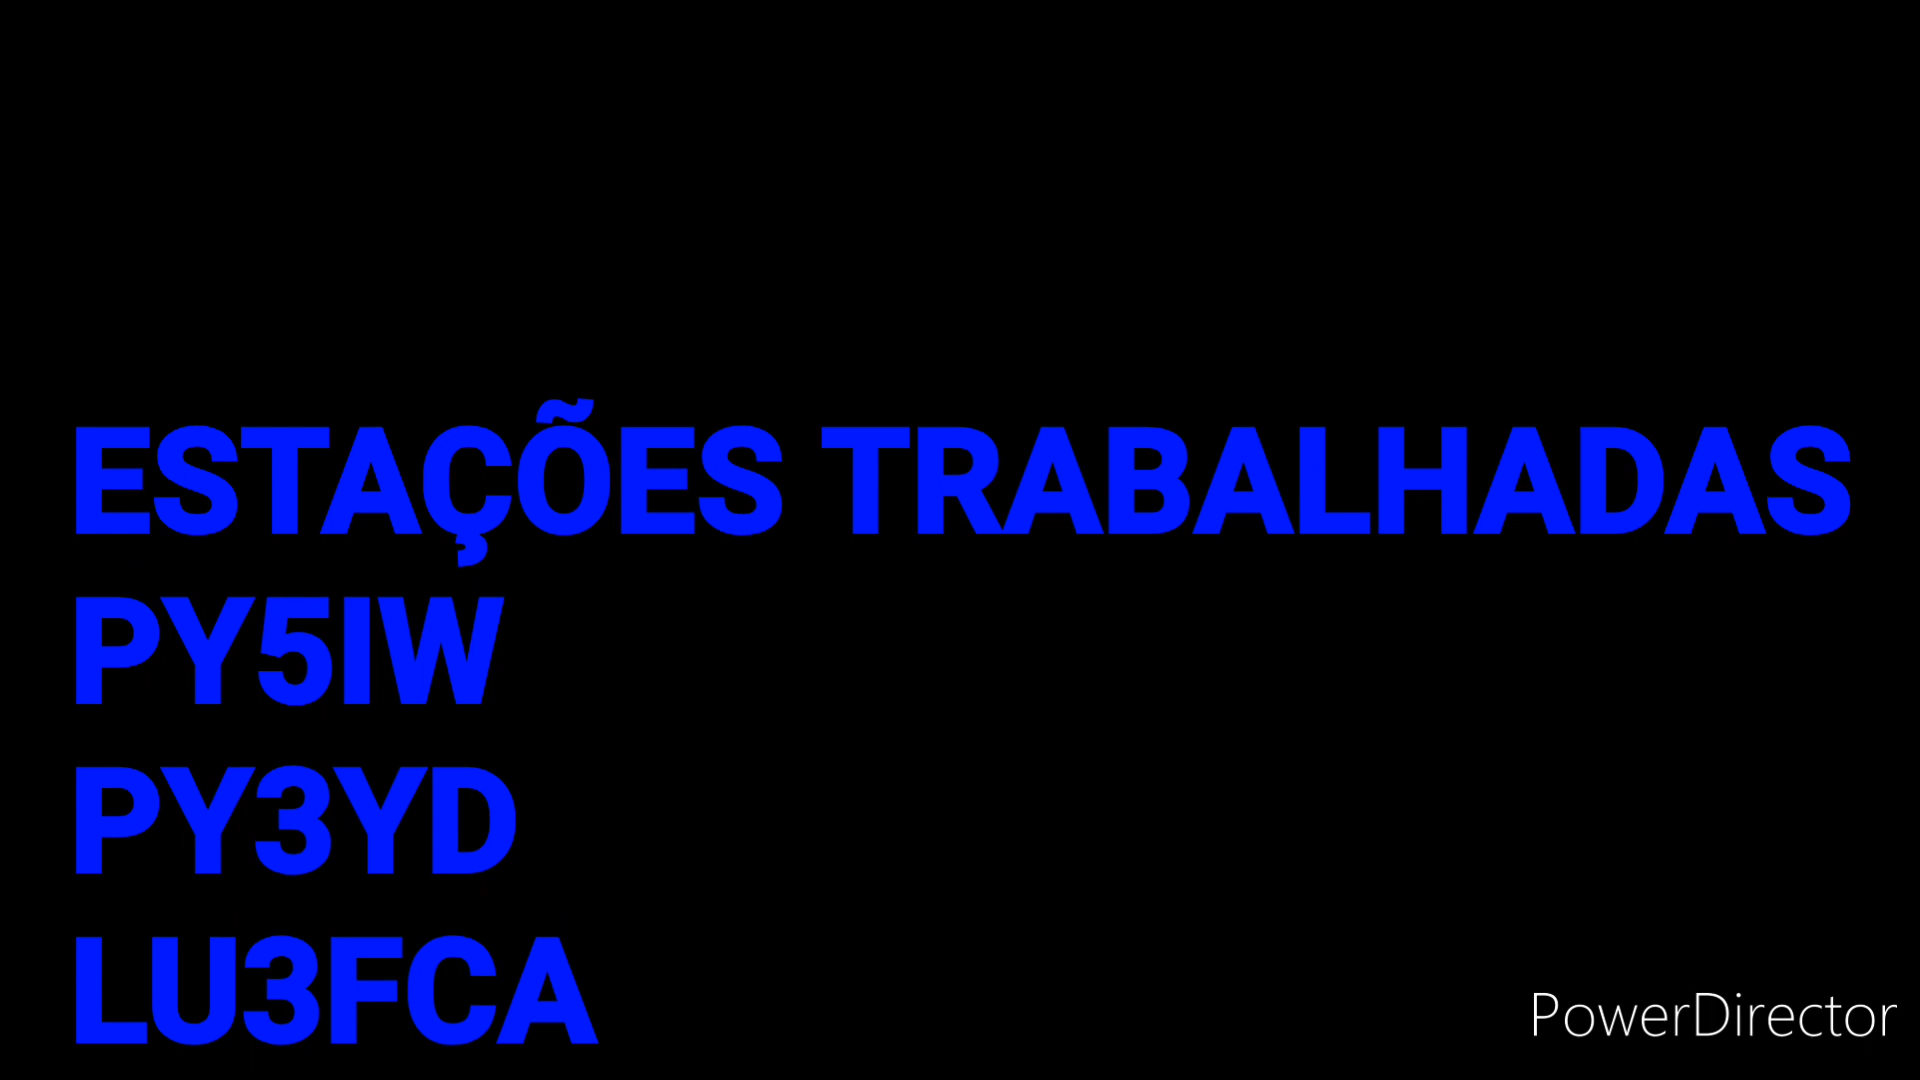 ESTAÇÕES TRABALHADAS
PY5IW
PY3YD
LU3FCA
PowerDirector